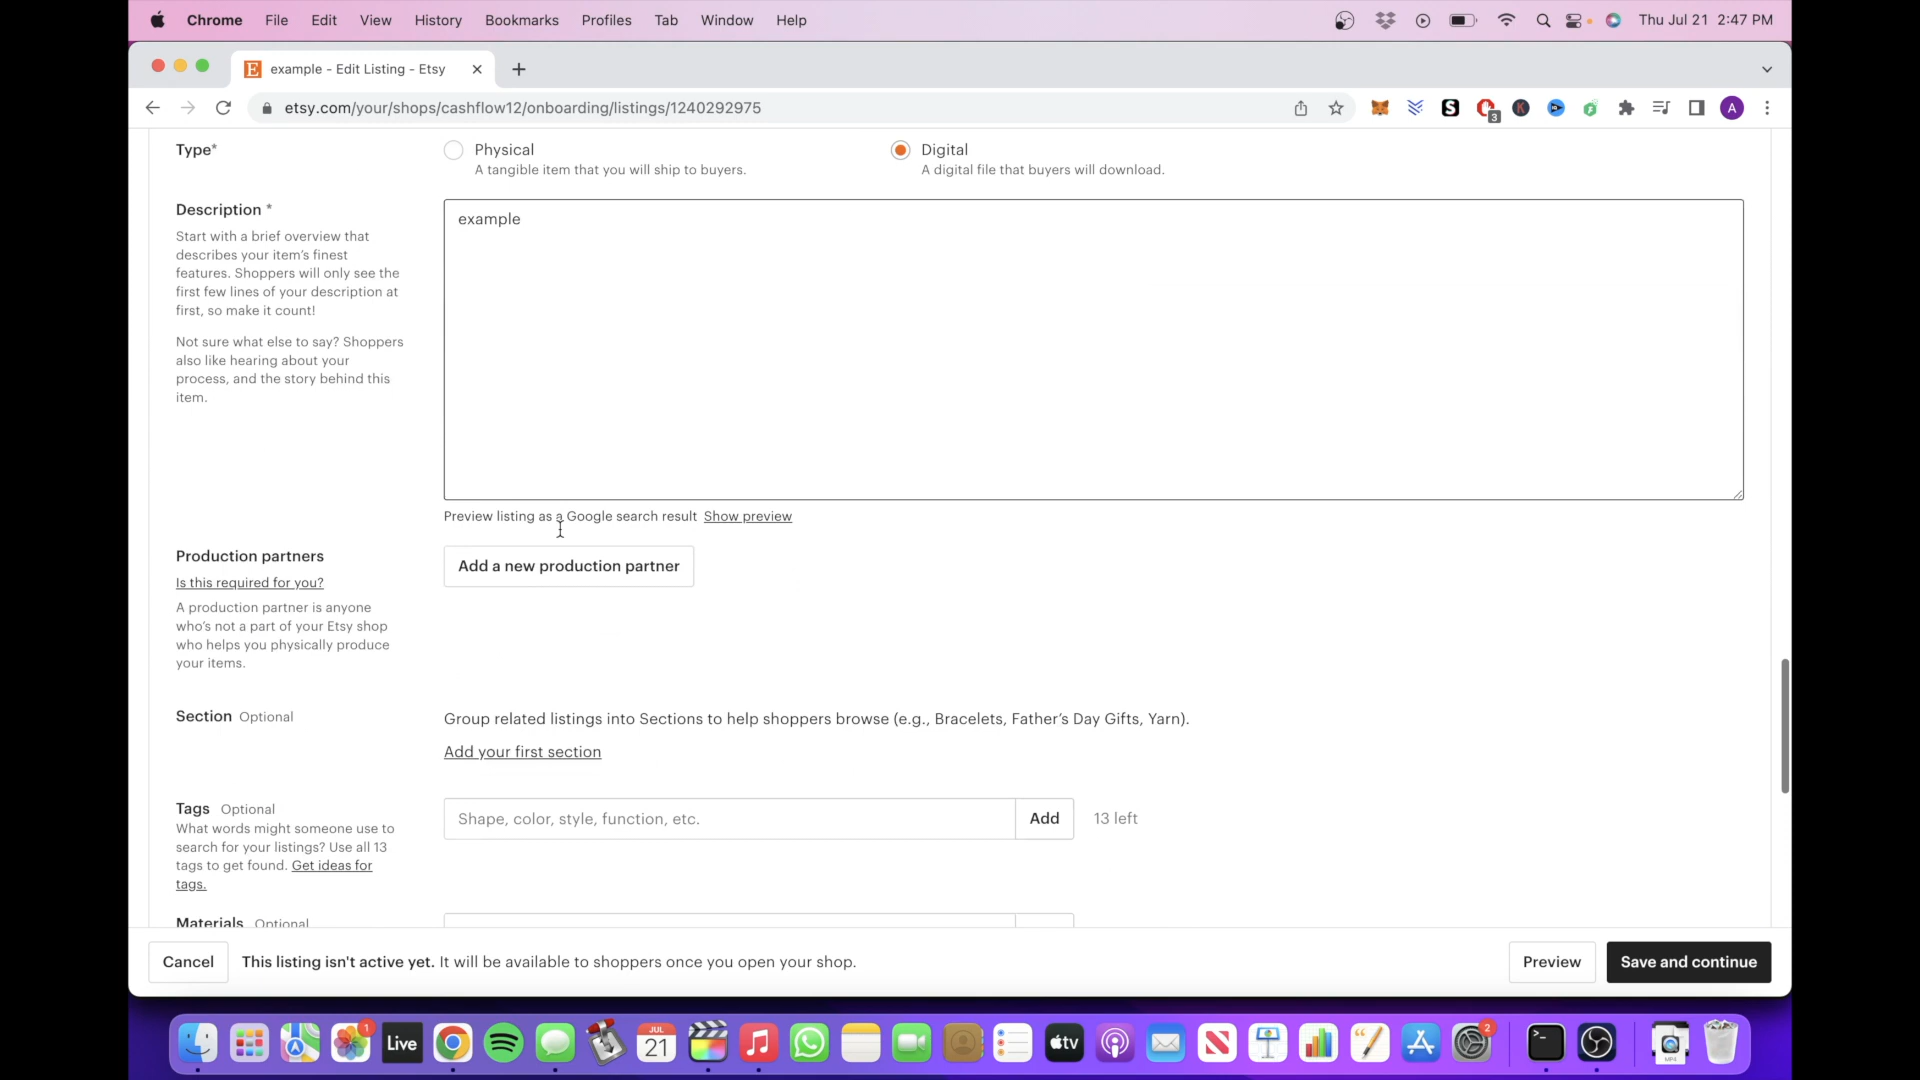 Chrome File Edit View History Bookmarks Profiles Tab Window Help
Thu Jul 21 2:47 PM
example - Edit Listing - Etsy
etsy.com/your/shops/cashflow12/onboarding/listings/1240292975
3
A
Type*
Physical
A tangible item that you will ship to buyers.
Digital
A digital file that buyers will download.
Description *
Start with a brief overview that
describes your item's finest
features. Shoppers will only see the
first few lines of your description at
first, so make it count!
Not sure what else to say? Shoppers
also like hearing about your
process, and the story behind this
item.
example
Preview listing as a Google search result Show preview
Production partners
Is this required for you?
A production partner is anyone
who's not a part of your Etsy shop
who helps you physically produce
your items.
Add a new production partner
Section Optional
Group related listings into Sections to help shoppers browse (e.g., Bracelets, Father's Day Gifts, Yarn).
Add your first section
Tags Optional
What words might someone use to
search for your listings? Use all 13
tags to get found. Get ideas for
tags.
Shape, color, style, function, etc.
Add
13 left
Materials Optional
Cancel
This listing isn't active yet. It will be available to shoppers once you open your shop.
Preview
Save and continue
1
Live
JUL
21
tv
2
MP4